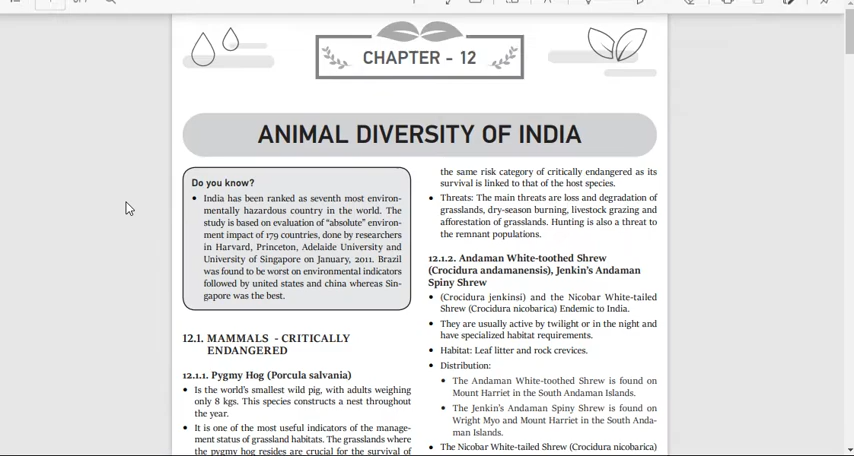 CHAPTER - 12
ANIMAL DIVERSITY OF INDIA
Do you know?
• India has been ranked as seventh most environ-
mentally hazardous country in the world. The
study is based on evaluation of “absolute” environ-
ment impact of 179 countries, done by researchers
in Harvard, Princeton, Adelaide University and
University of Singapore on January, 2011. Brazil
was found to be worst on environmental indicators
followed by united states and china whereas Sin-
gapore was the best.
12.1. MAMMALS - CRITICALLY
ENDANGERED
12.1.1. Pygmy Hog (Porcula salvania)
• Is the world's smallest wild pig, with adults weighing
only 8 kgs. This species constructs a nest throughout
the year.
• It is one of the most useful indicators of the manage-
ment status of grassland habitats. The grasslands where
the pygmy hog resides are crucial for the survival of
the same risk category of critically endangered as its
survival is linked to that of the host species.
• Threats: The main threats are loss and degradation of
grasslands, dry-season burning, livestock grazing and
afforestation of grasslands. Hunting is also a threat to
the remnant populations.
12.1.2. Andaman White-toothed Shrew
(Crocidura andamanensis), Jenkin's Andaman
Spiny Shrew
• (Crocidura jenkinsi) and the Nicobar White-tailed
Shrew (Crocidura nicobarica) Endemic to India.
• They are usually active by twilight or in the night and
have specialized habitat requirements.
• Habitat: Leaf litter and rock crevices.
• Distribution:
• The Andaman White-toothed Shrew is found on
Mount Harriet in the South Andaman Islands.
• The Jenkin's Andaman Spiny Shrew is found on
Wright Myo and Mount Harriet in the South Anda-
man Islands.
• The Nicobar White-tailed Shrew (Crocidura nicobarica)